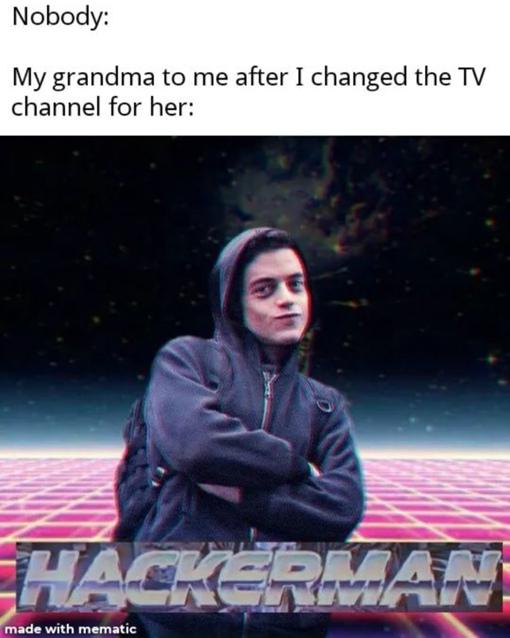 Nobody:
My grandma to me after I changed the TV
channel for her:
HACKERMAN
made with mematic